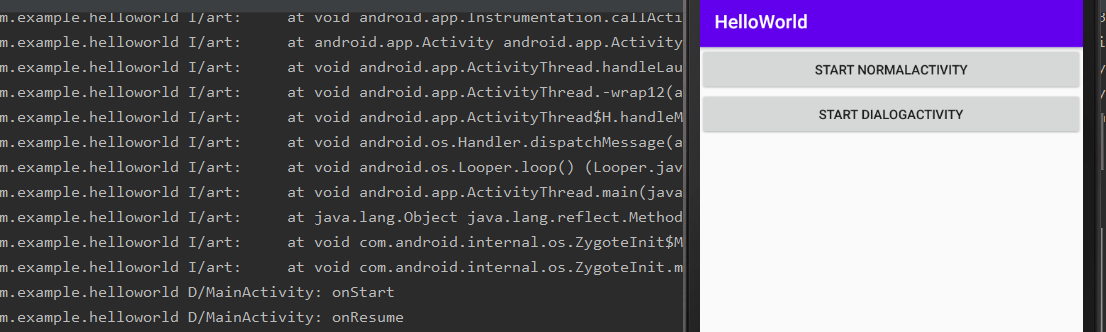 m.example.helloworld I/art:     at void android.app.Instrumentation.callActi
m.example.helloworld I/art:     at android.app.Activity android.app.Activity
m.example.helloworld I/art:     at void android.app.ActivityThread.handleLau
m.example.helloworld I/art:     at void android.app.ActivityThread.-wrap12(a
m.example.helloworld I/art:     at void android.app.ActivityThread$H.handleM
m.example.helloworld I/art:     at void android.os.Handler.dispatchMessage(a
m.example.helloworld I/art:     at void android.os.Looper.loop() (Looper.jav
m.example.helloworld I/art:     at void android.app.ActivityThread.main(java
m.example.helloworld I/art:     at java.lang.Object java.lang.reflect.Method
m.example.helloworld I/art:     at void com.android.internal.os.ZygoteInit$M
m.example.helloworld I/art:     at void com.android.internal.os.ZygoteInit.m
m.example.helloworld D/MainActivity: onStart
m.example.helloworld D/MainActivity: onResume
HelloWorld
START NORMALACTIVITY
START DIALOGACTIVITY